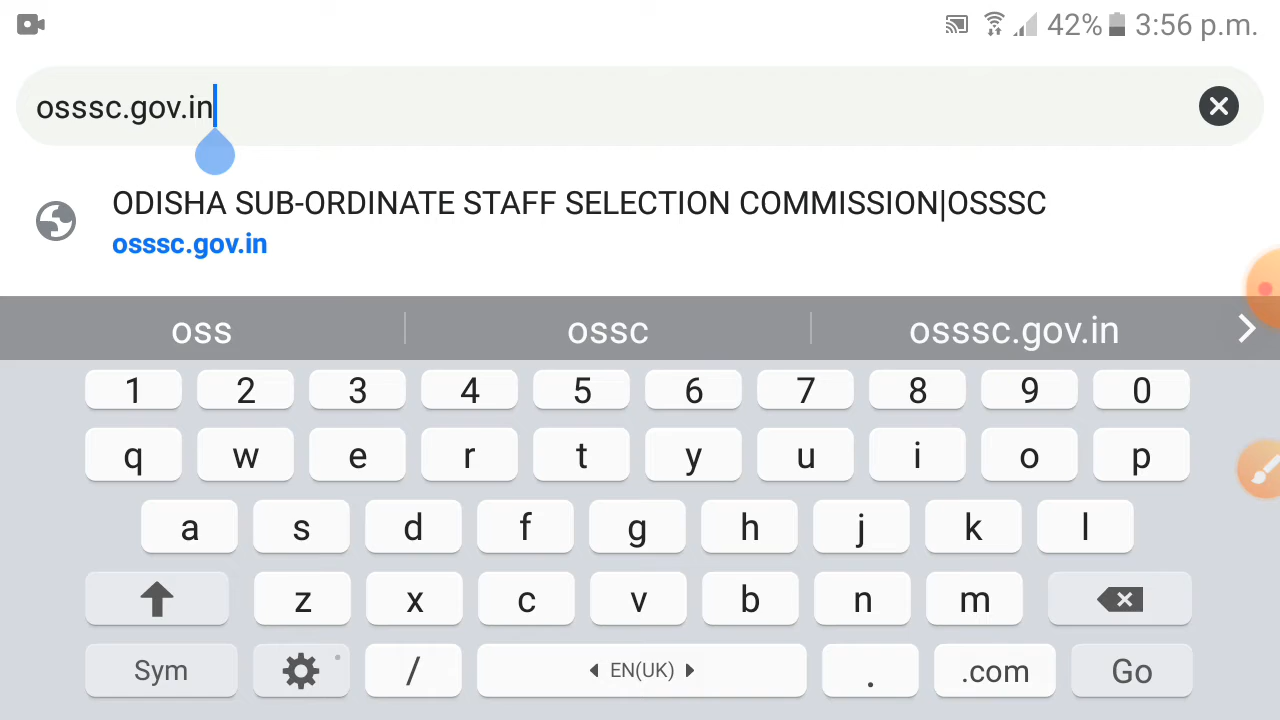 42% 3:56 p.m.
osssc.gov.in
ODISHA SUB-ORDINATE STAFF SELECTION COMMISSION|OSSSC
osssc.gov.in
oss ossc osssc.gov.in
1 2 3 4 5 6 7 8 9 0
q w e r t y u i o p
a s d f g h j k l
z x c v b n m
Sym / EN(UK) . .com Go